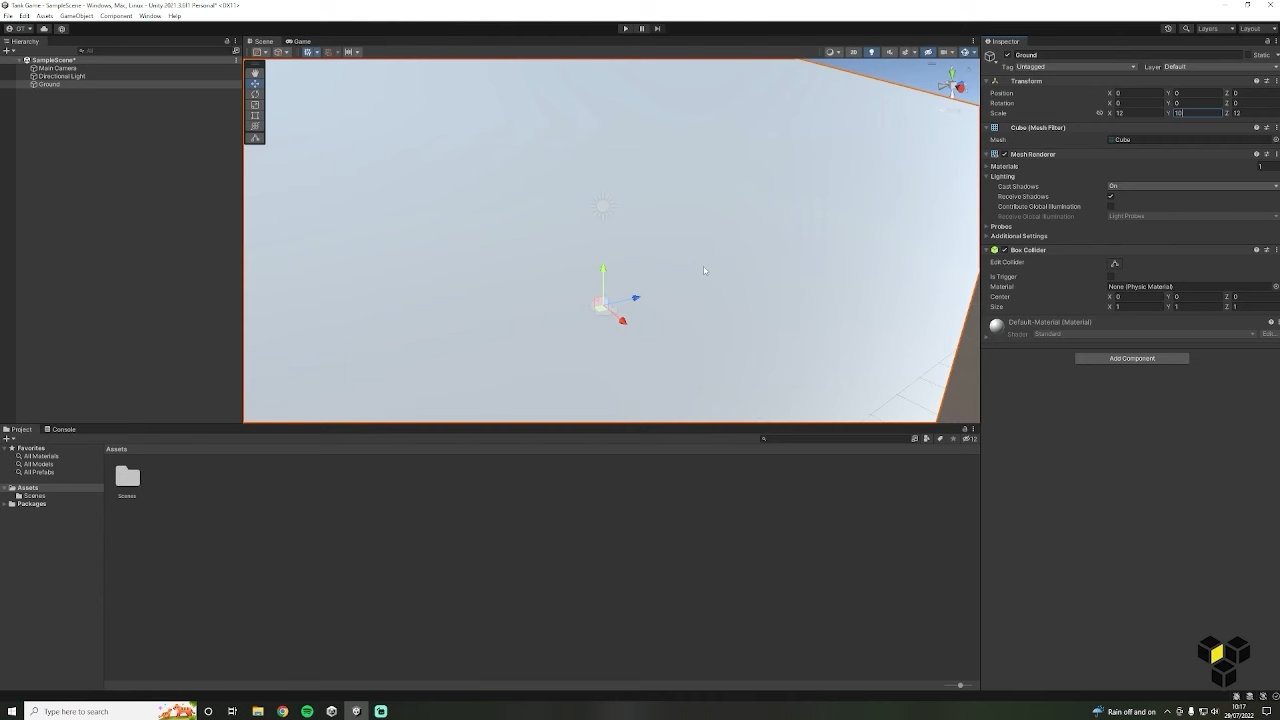 Tank Game - SampleScene - Windows, Mac, Linux - Unity 2021.3.6f1 Personal* <DX11>
File Edit Assets GameObject Component Window Help
GT Layers Layout
Hierarchy
All
SampleScene*
Main Camera
Directional Light
Ground
Scene Game
2D
Inspector
Ground Static
Tag Untagged Layer Default
Transform
Position X 0 Y 0 Z 0
Rotation X 0 Y 0 Z 0
Scale X 12 Y 10 Z 12
Cube (Mesh Filter)
Mesh Cube
Mesh Renderer
Materials 1
Lighting
Cast Shadows On
Receive Shadows
Contribute Global Illumination
Receive Global Illumination Light Probes
Probes
Additional Settings
Box Collider
Edit Collider
Is Trigger
Material None (Physic Material)
Center X 0 Y 0 Z 0
Size X 1 Y 1 Z 1
Default-Material (Material)
Shader Standard Edit...
Add Component
Project Console
12
Favorites
All Materials
All Models
All Prefabs
Assets
Scenes
Packages
Assets
Scenes
Type here to search
Rain off and on
10:17
29/07/2022